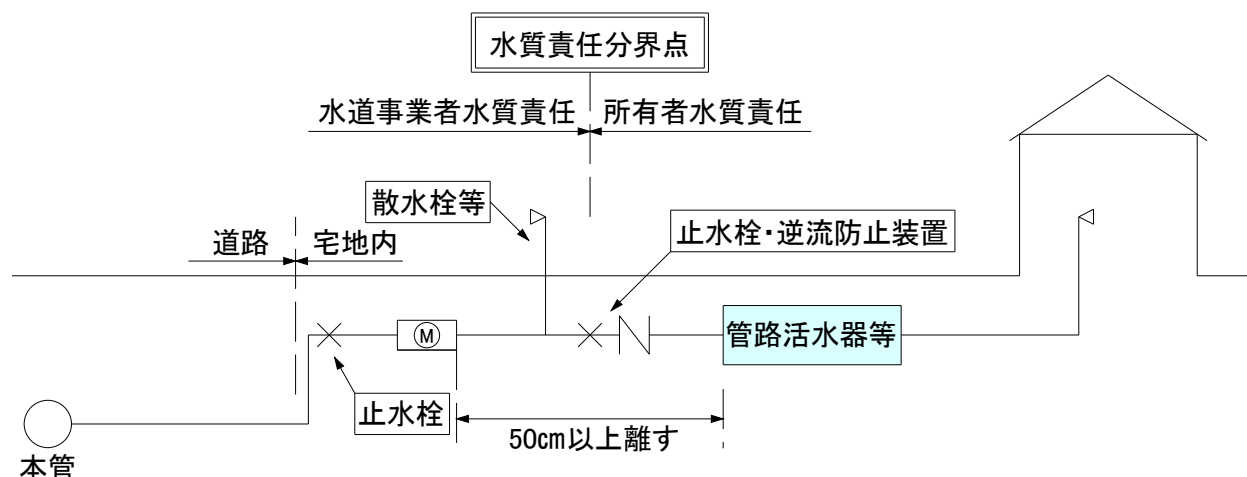 水質責任分界点
水道事業者水質責任
所有者水質責任
散水栓等
止水栓・逆流防止装置
道路
宅地内
M
管路活水器等
止水栓
50cm以上離す
本管